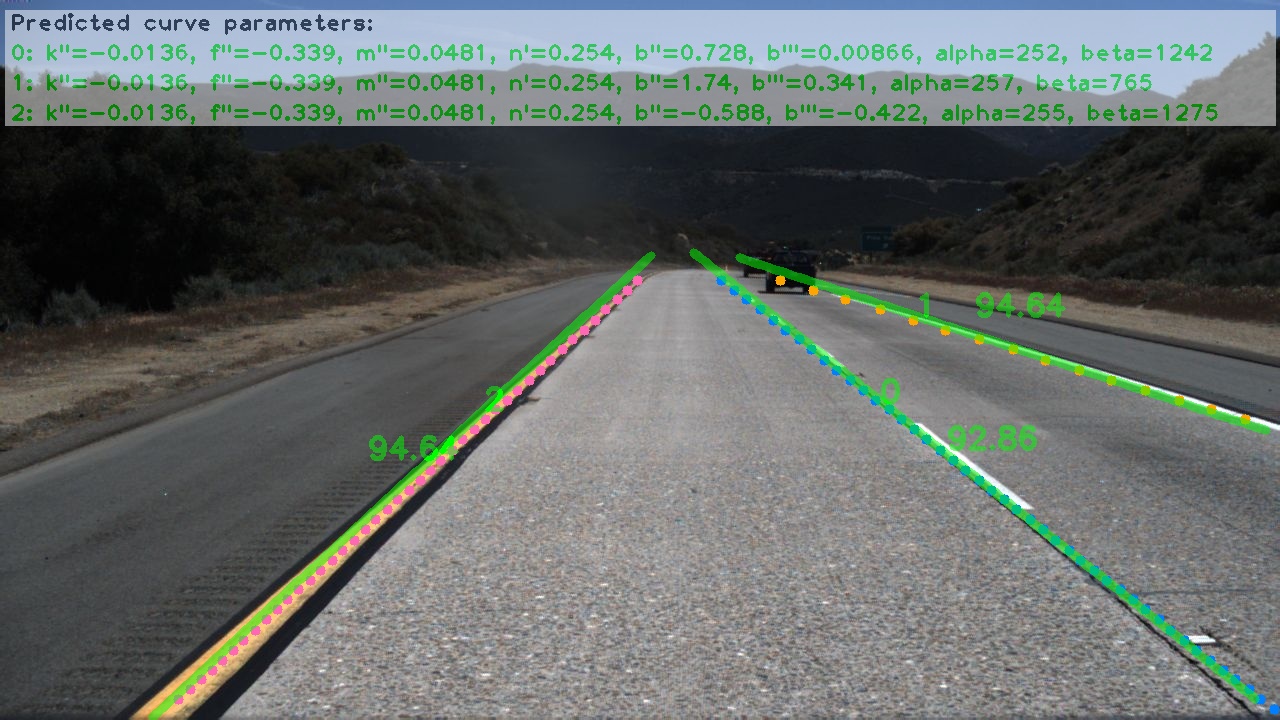 Predicted curve parameters:
0: k''=-0.0136, f''=-0.339, m''=0.0481, n'=0.254, b''=0.728, b'''=0.00866, alpha=252, beta=1242
1: k''=-0.0136, f''=-0.339, m''=0.0481, n'=0.254, b''=1.74, b'''=0.341, alpha=257, beta=765
2: k''=-0.0136, f''=-0.339, m''=0.0481, n'=0.254, b''=-0.588, b'''=-0.422, alpha=255, beta=1275
1 94.64
2
0
94.64
92.86